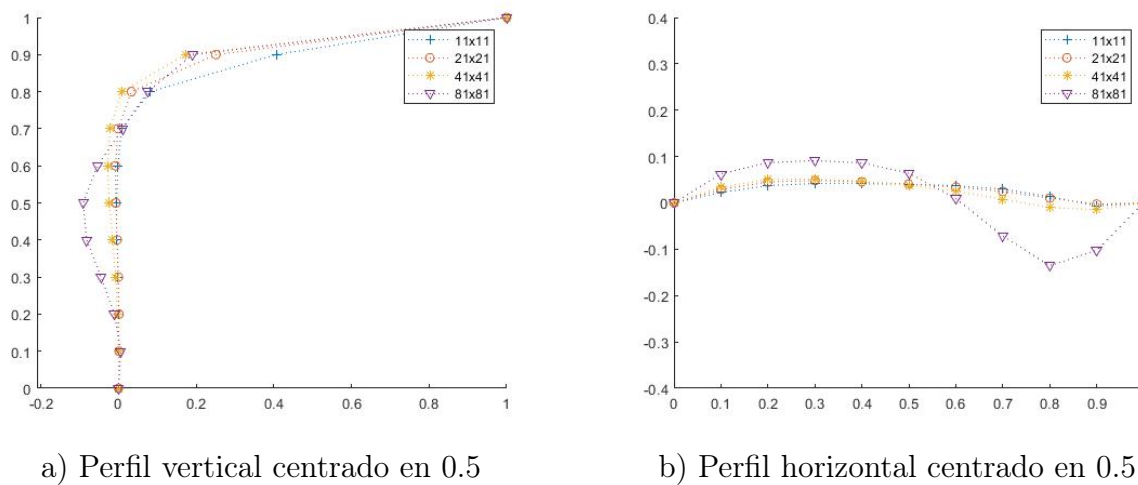 1
0.9
0.8
0.7
0.6
0.5
0.4
0.3
0.2
0.1
0
-0.2 0 0.2 0.4 0.6 0.8 1
11x11
21x21
41x41
81x81
0.4
0.3
0.2
0.1
0
-0.1
-0.2
-0.3
-0.4
0 0.1 0.2 0.3 0.4 0.5 0.6 0.7 0.8 0.9
11x11
21x21
41x41
81x81
a) Perfil vertical centrado en 0.5
b) Perfil horizontal centrado en 0.5